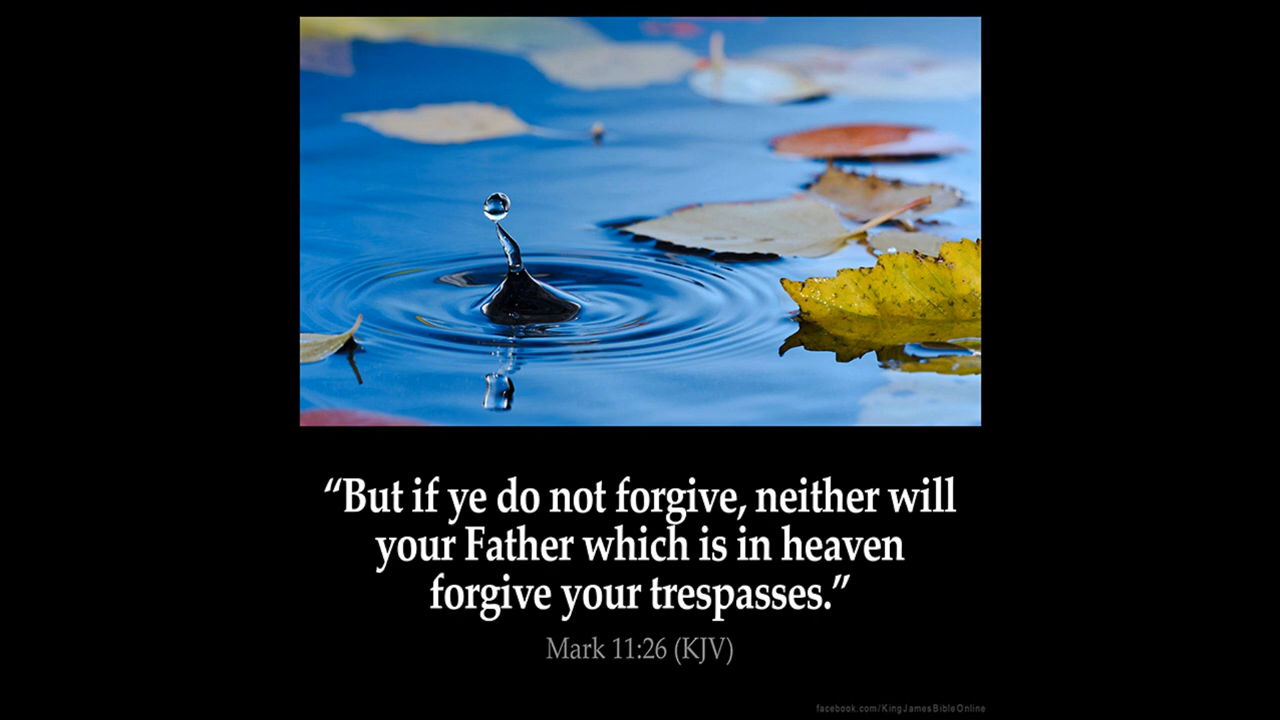 “But if ye do not forgive, neither will
your Father which is in heaven
forgive your trespasses.”
Mark 11:26 (KJV)
facebook.com/KingJamesBibleOnline